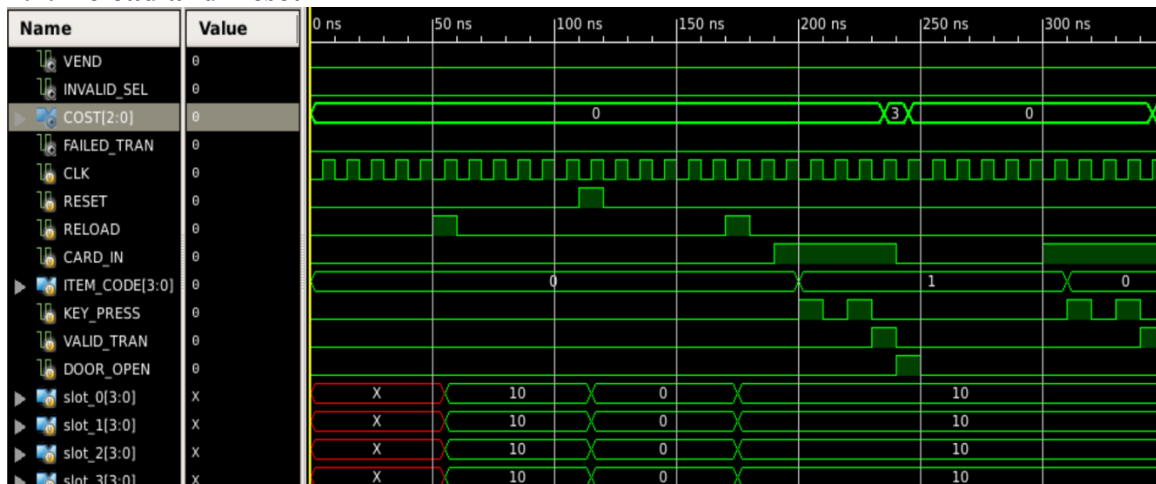 Name Value 0 ns 50 ns 100 ns 150 ns 200 ns 250 ns 300 ns
VEND 0
INVALID_SEL 0
COST[2:0] 0 0 3 0
FAILED_TRAN 0
CLK 0
RESET 0
RELOAD 0
CARD_IN 0
ITEM_CODE[3:0] 0 0 1 0
KEY_PRESS 0
VALID_TRAN 0
DOOR_OPEN 0
slot_0[3:0] X X 10 0 10
slot_1[3:0] X X 10 0 10
slot_2[3:0] X X 10 0 10
slot_3[3:0] X X 10 0 10